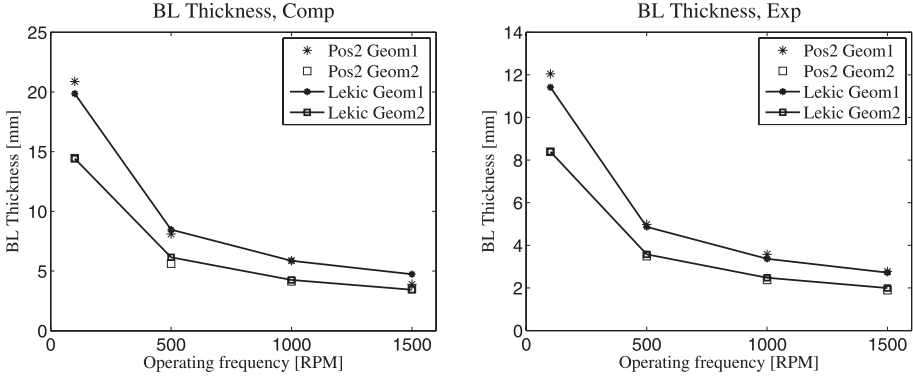 BL Thickness, Comp
BL Thickness [mm]
25
20
15
10
5
0
0 500 1000 1500
Operating frequency [RPM]
Pos2 Geom1
Pos2 Geom2
Lekic Geom1
Lekic Geom2
BL Thickness, Exp
BL Thickness [mm]
14
12
10
8
6
4
2
0
0 500 1000 1500
Operating frequency [RPM]
Pos2 Geom1
Pos2 Geom2
Lekic Geom1
Lekic Geom2